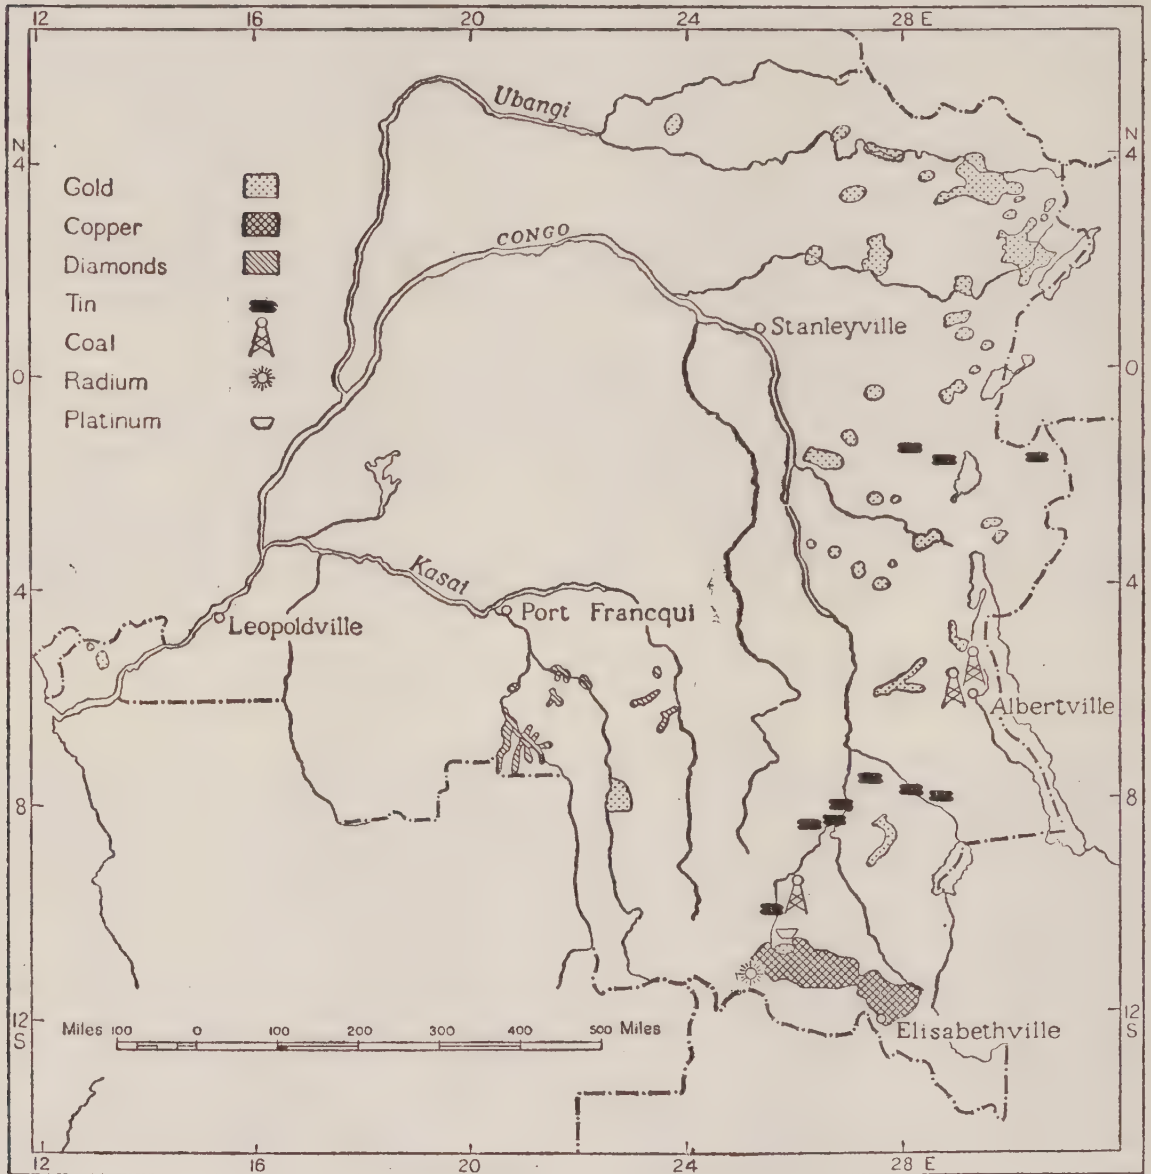 12 16 20 24 28 E
Ubangi
N
4
N
4
Gold
Copper
CONGO
Diamonds
Tin
Stanleyville
Coal
0
0
Radium
Platinum
Kasai
4
4
Leopoldville
Port Francqui
Albertville
8
8
12
S
12
S
Miles 100 0 100 200 300 400 500 Miles
Elisabethville
12 16 20 24 28 E